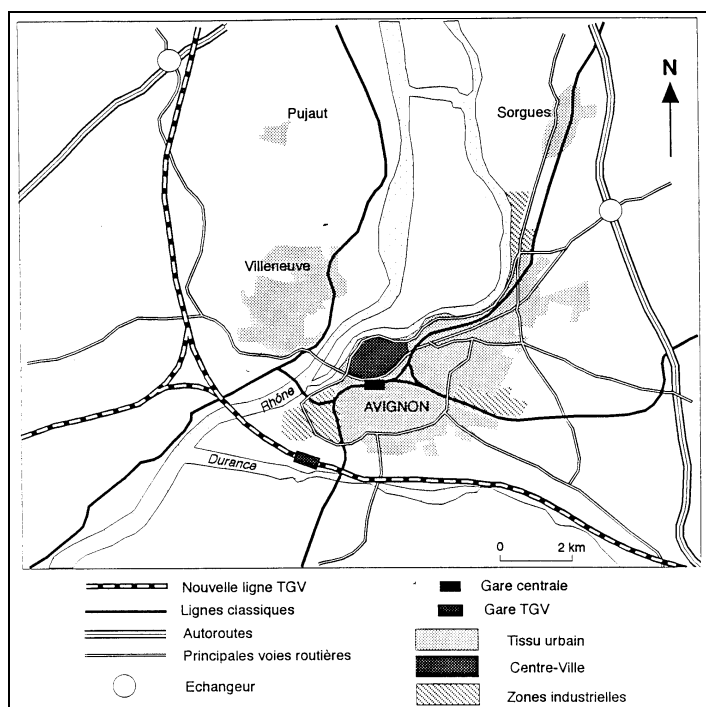 N
Pujaut
Sorgues
Villeneuve
Rhône
AVIGNON
Durance
0 2 km
Nouvelle ligne TGV
Lignes classiques
Autoroutes
Principales voies routières
Echangeur
Gare centrale
Gare TGV
Tissu urbain
Centre-Ville
Zones industrielles